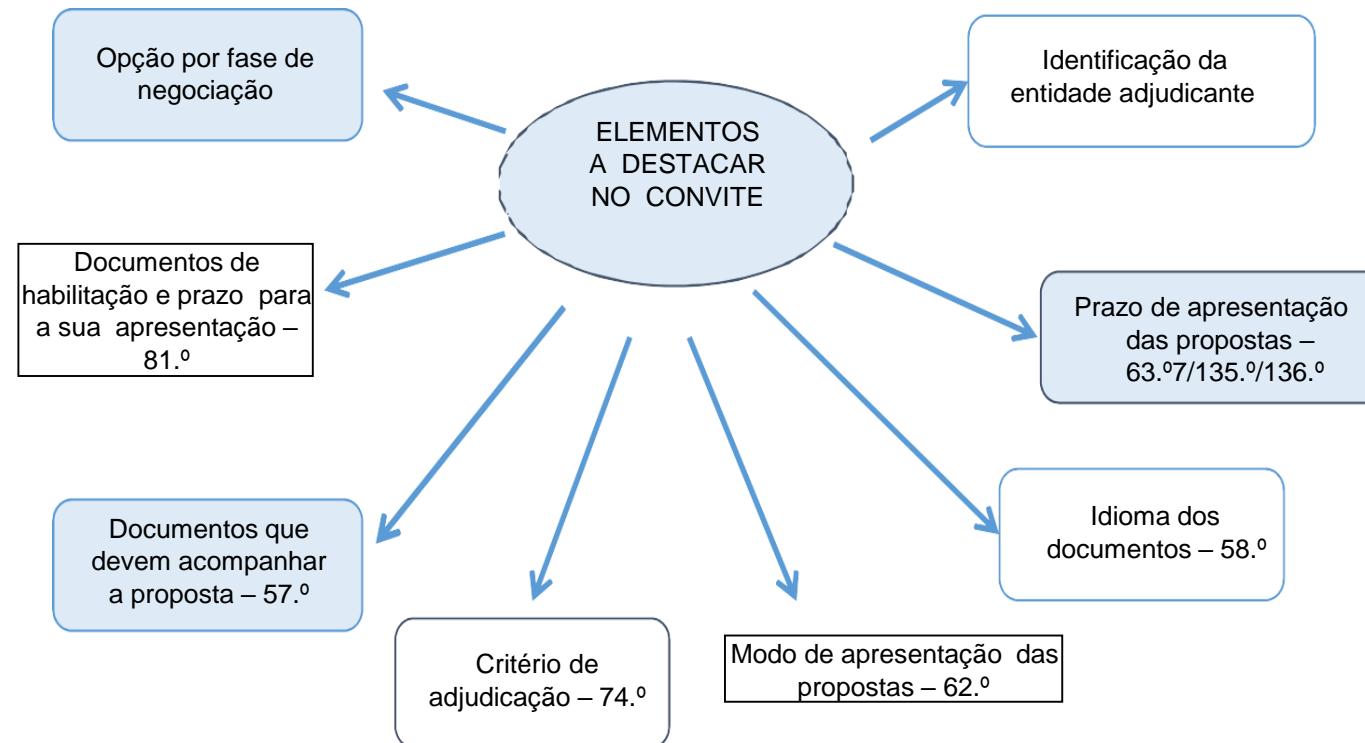 Opção por fase de
negociação
Identificação da
entidade adjudicante
ELEMENTOS
A DESTACAR
NO CONVITE
Documentos de
habilitação e prazo para
a sua apresentação –
81.º
Prazo de apresentação
das propostas –
63.º7/135.º/136.º
Documentos que
devem acompanhar
a proposta – 57.º
Idioma dos
documentos – 58.º
Critério de
adjudicação – 74.º
Modo de apresentação das
propostas – 62.º